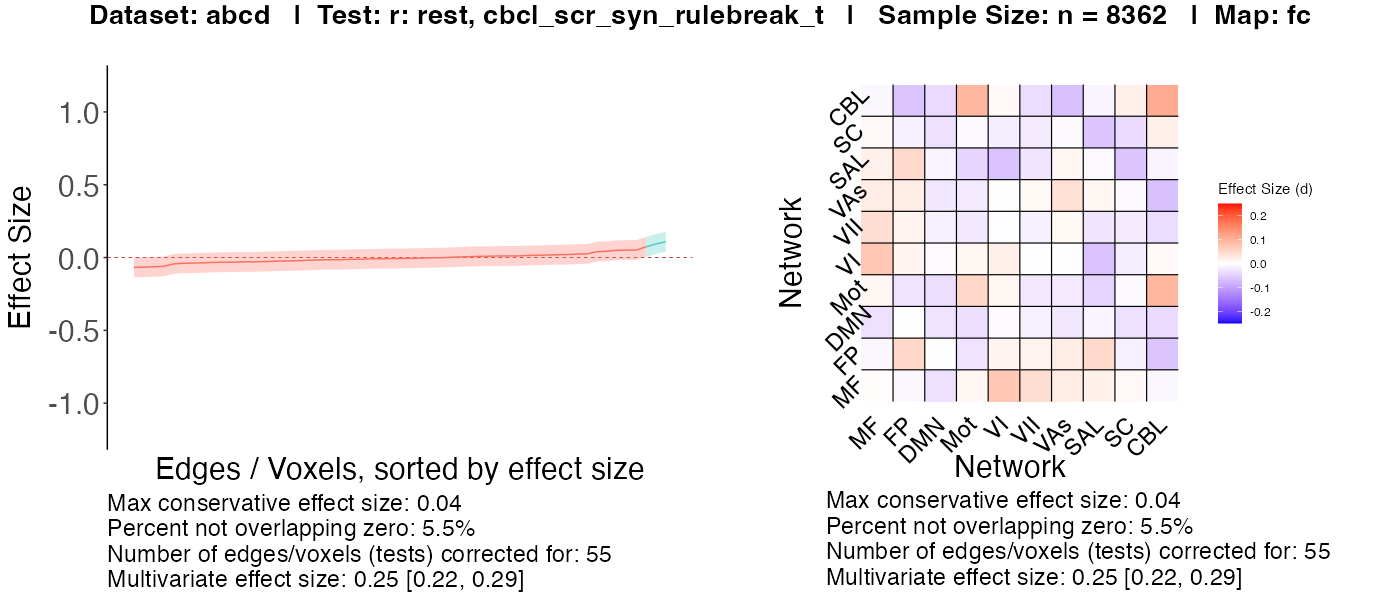 Dataset: abcd | Test: r: rest, cbcl_scr_syn_rulebreak_t | Sample Size: n = 8362 | Map: fc
Effect Size
1.0
0.5
0.0
-0.5
-1.0
Edges / Voxels, sorted by effect size
Max conservative effect size: 0.04
Percent not overlapping zero: 5.5%
Number of edges/voxels (tests) corrected for: 55
Multivariate effect size: 0.25 [0.22, 0.29]
Network
CBL
SC
SAL
VAs
VII
VI
Mot
DMN
FP
MF
MF FP DMN Mot VI VII VAs SAL SC CBL
Network
Effect Size (d)
0.2
0.1
0.0
-0.1
-0.2
Max conservative effect size: 0.04
Percent not overlapping zero: 5.5%
Number of edges/voxels (tests) corrected for: 55
Multivariate effect size: 0.25 [0.22, 0.29]